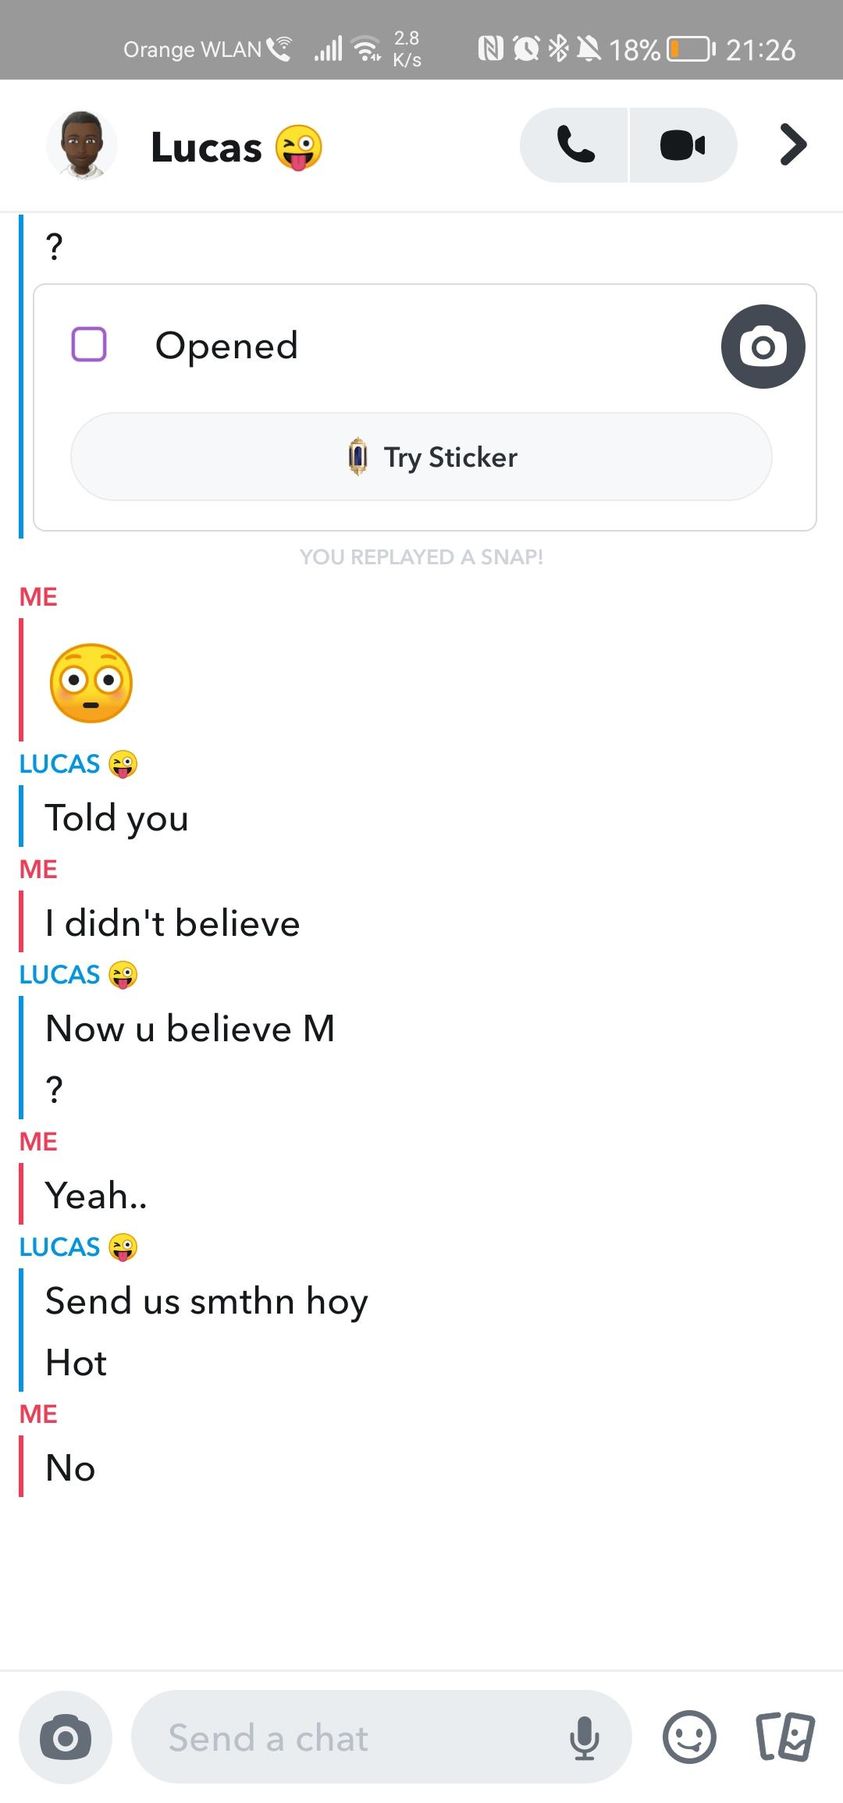 Orange WLAN 2.8 K/s 18% 21:26
Lucas 😜
?
Opened
Try Sticker
YOU REPLAYED A SNAP!
ME
😳
LUCAS 😜
Told you
ME
I didn't believe
LUCAS 😜
Now u believe M
?
ME
Yeah..
LUCAS 😜
Send us smthn hoy
Hot
ME
No
Send a chat